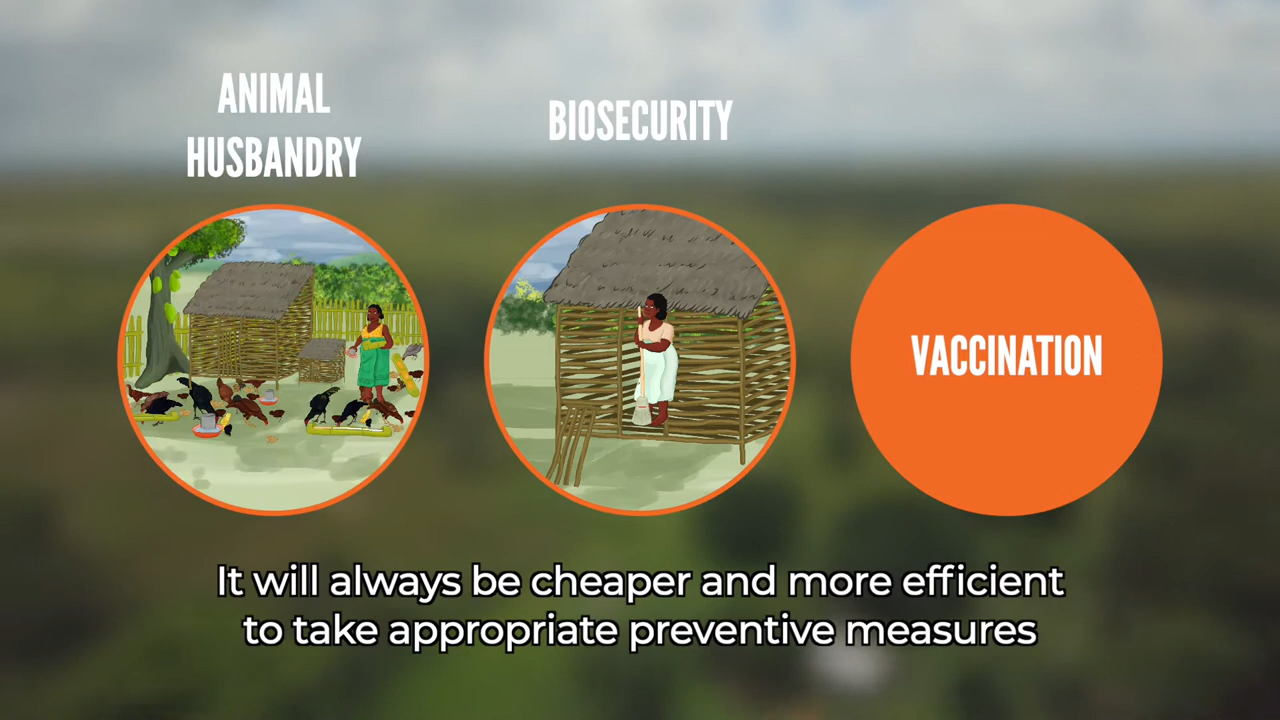 ANIMAL
HUSBANDRY
BIOSECURITY
VACCINATION
It will always be cheaper and more efficient
to take appropriate preventive measures